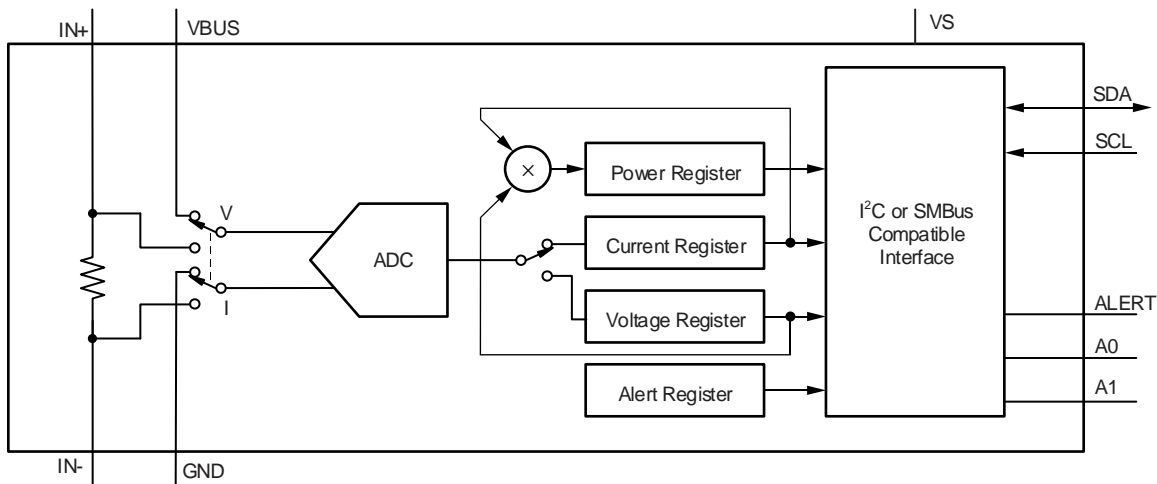 IN+
VBUS
VS
SDA
SCL
×
Power Register
V
I²C or SMBus
Compatible
Interface
ADC
Current Register
I
Voltage Register
ALERT
A0
Alert Register
A1
IN-
GND